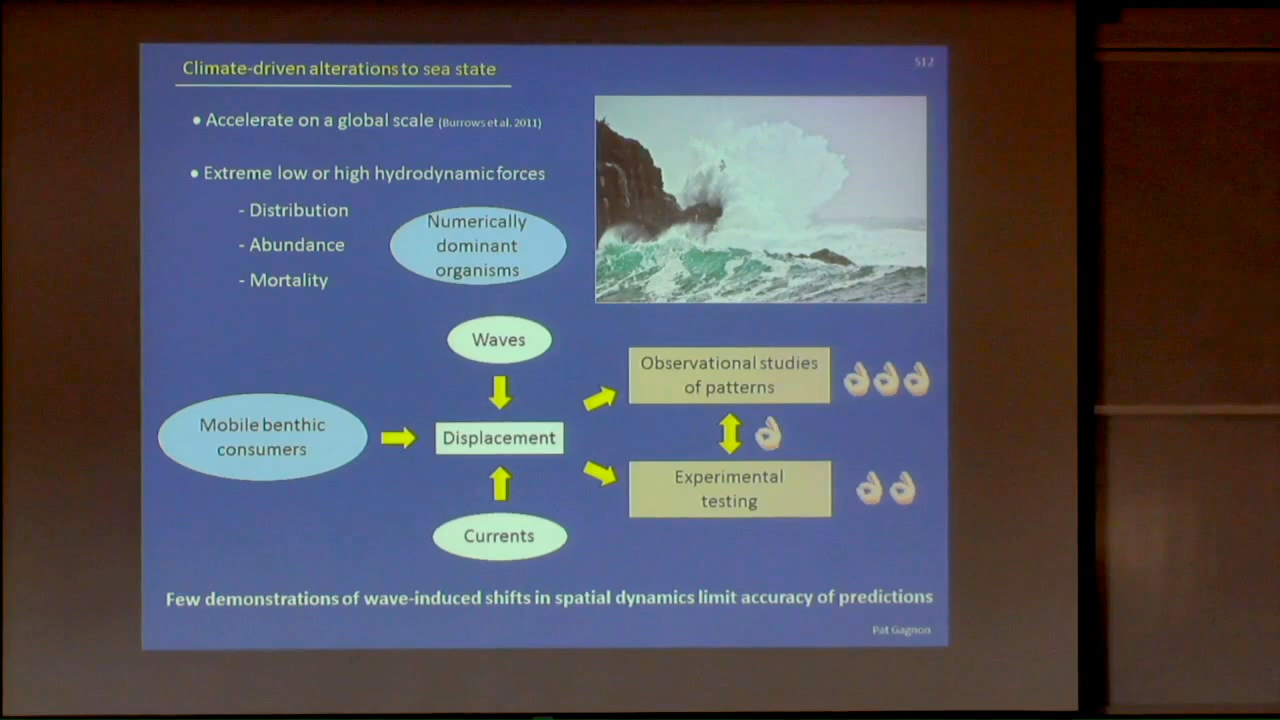 Climate-driven alterations to sea state
512
• Accelerate on a global scale (Burrows et al. 2011)
• Extreme low or high hydrodynamic forces
- Distribution
- Abundance
- Mortality
Numerically
dominant
organisms
Waves
Observational studies
of patterns
Mobile benthic
consumers
Displacement
Experimental
testing
Currents
Few demonstrations of wave-induced shifts in spatial dynamics limit accuracy of predictions
Pat Gagnon